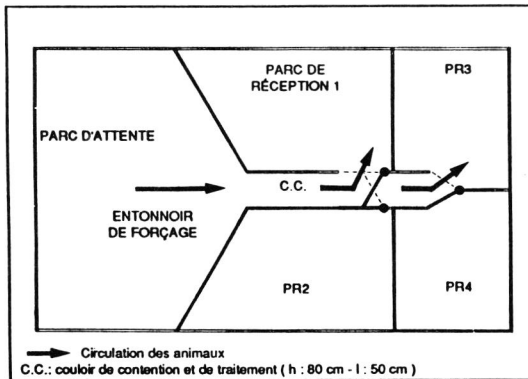 PARC DE
RÉCEPTION 1
PR3
PARC D'ATTENTE
C.C.
ENTONNOIR
DE FORÇAGE
PR2
PR4
Circulation des animaux
C.C.: couloir de contention et de traitement ( h : 80 cm - l : 50 cm )